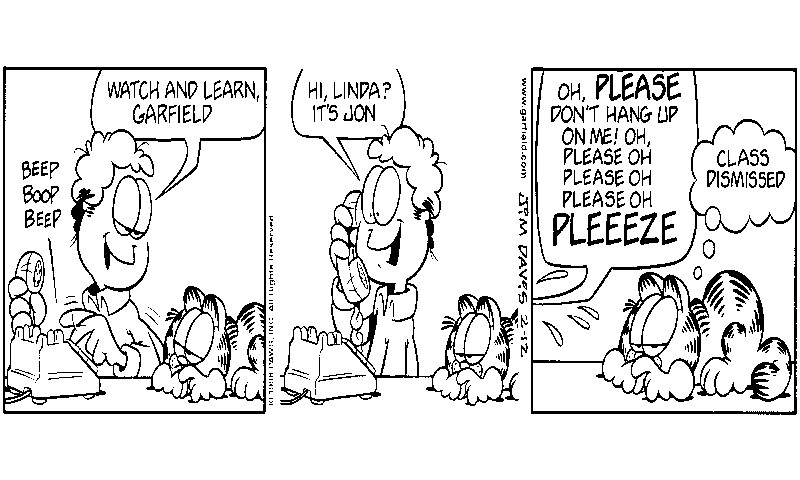 WATCH AND LEARN,
GARFIELD
BEEP
BOOP
BEEP
HI, LINDA?
IT'S JON
www.garfield.com
JIM DAVIS 2-12
OH, PLEASE
DON'T HANG UP
ON ME! OH,
PLEASE OH
PLEASE OH
PLEASE OH
PLEEEZE
CLASS
DISMISSED